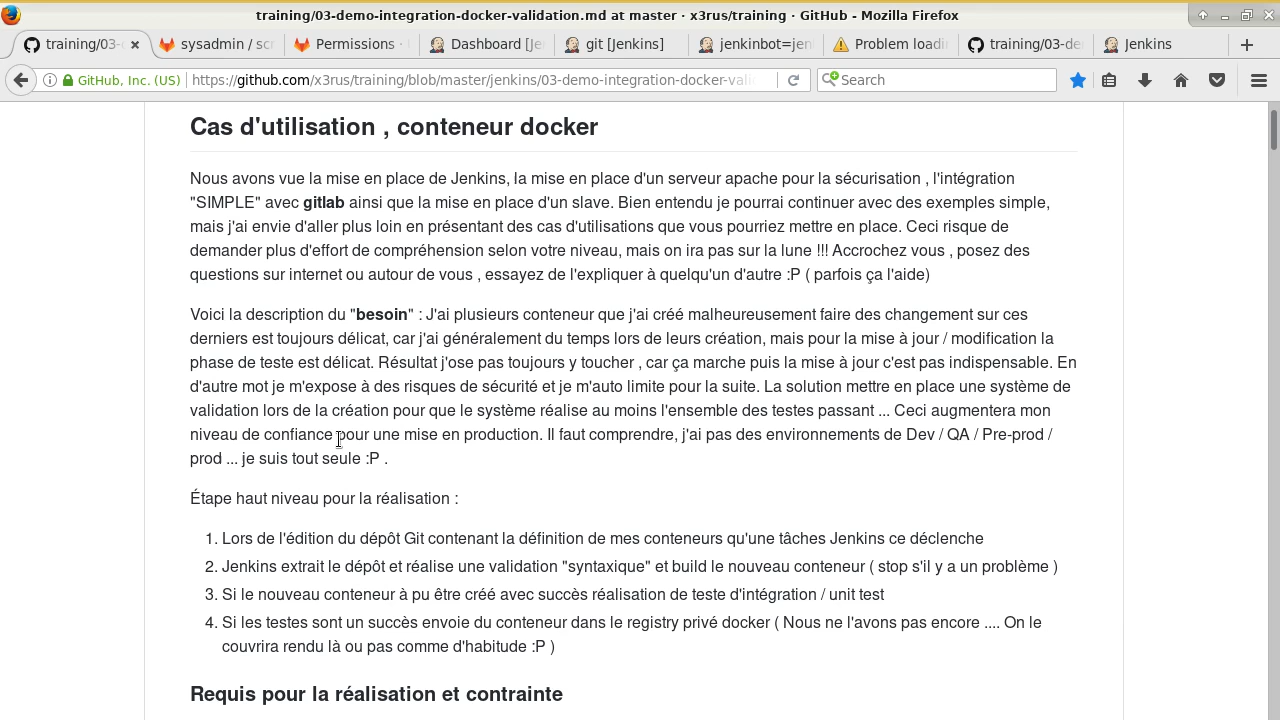 training/03-demo-integration-docker-validation.md at master · x3rus/training · GitHub - Mozilla Firefox
training/03- sysadmin / scr Permissions · Dashboard [Je git [Jenkins] jenkinbot=jen Problem loadi training/03-de Jenkins
GitHub, Inc. (US) https://github.com/x3rus/training/blob/master/jenkins/03-demo-integration-docker-vali Search
Cas d'utilisation , conteneur docker
Nous avons vue la mise en place de Jenkins, la mise en place d'un serveur apache pour la sécurisation , l'intégration
"SIMPLE" avec gitlab ainsi que la mise en place d'un slave. Bien entendu je pourrai continuer avec des exemples simple,
mais j'ai envie d'aller plus loin en présentant des cas d'utilisations que vous pourriez mettre en place. Ceci risque de
demander plus d'effort de compréhension selon votre niveau, mais on ira pas sur la lune !!! Accrochez vous , posez des
questions sur internet ou autour de vous , essayez de l'expliquer à quelqu'un d'autre :P ( parfois ça l'aide)
Voici la description du "besoin" : J'ai plusieurs conteneur que j'ai créé malheureusement faire des changement sur ces
derniers est toujours délicat, car j'ai généralement du temps lors de leurs création, mais pour la mise à jour / modification la
phase de teste est délicat. Résultat j'ose pas toujours y toucher , car ça marche puis la mise à jour c'est pas indispensable. En
d'autre mot je m'expose à des risques de sécurité et je m'auto limite pour la suite. La solution mettre en place une système de
validation lors de la création pour que le système réalise au moins l'ensemble des testes passant ... Ceci augmentera mon
niveau de confiance pour une mise en production. Il faut comprendre, j'ai pas des environnements de Dev / QA / Pre-prod /
prod ... je suis tout seule :P .
Étape haut niveau pour la réalisation :
1. Lors de l'édition du dépôt Git contenant la définition de mes conteneurs qu'une tâches Jenkins ce déclenche
2. Jenkins extrait le dépôt et réalise une validation "syntaxique" et build le nouveau conteneur ( stop s'il y a un problème )
3. Si le nouveau conteneur à pu être créé avec succès réalisation de teste d'intégration / unit test
4. Si les testes sont un succès envoie du conteneur dans le registry privé docker ( Nous ne l'avons pas encore .... On le
couvrira rendu là ou pas comme d'habitude :P )
Requis pour la réalisation et contrainte